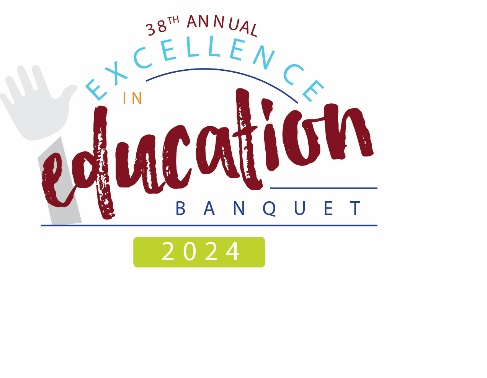 38TH ANNUAL
EXCELLENCE
IN
education
BANQUET
2024